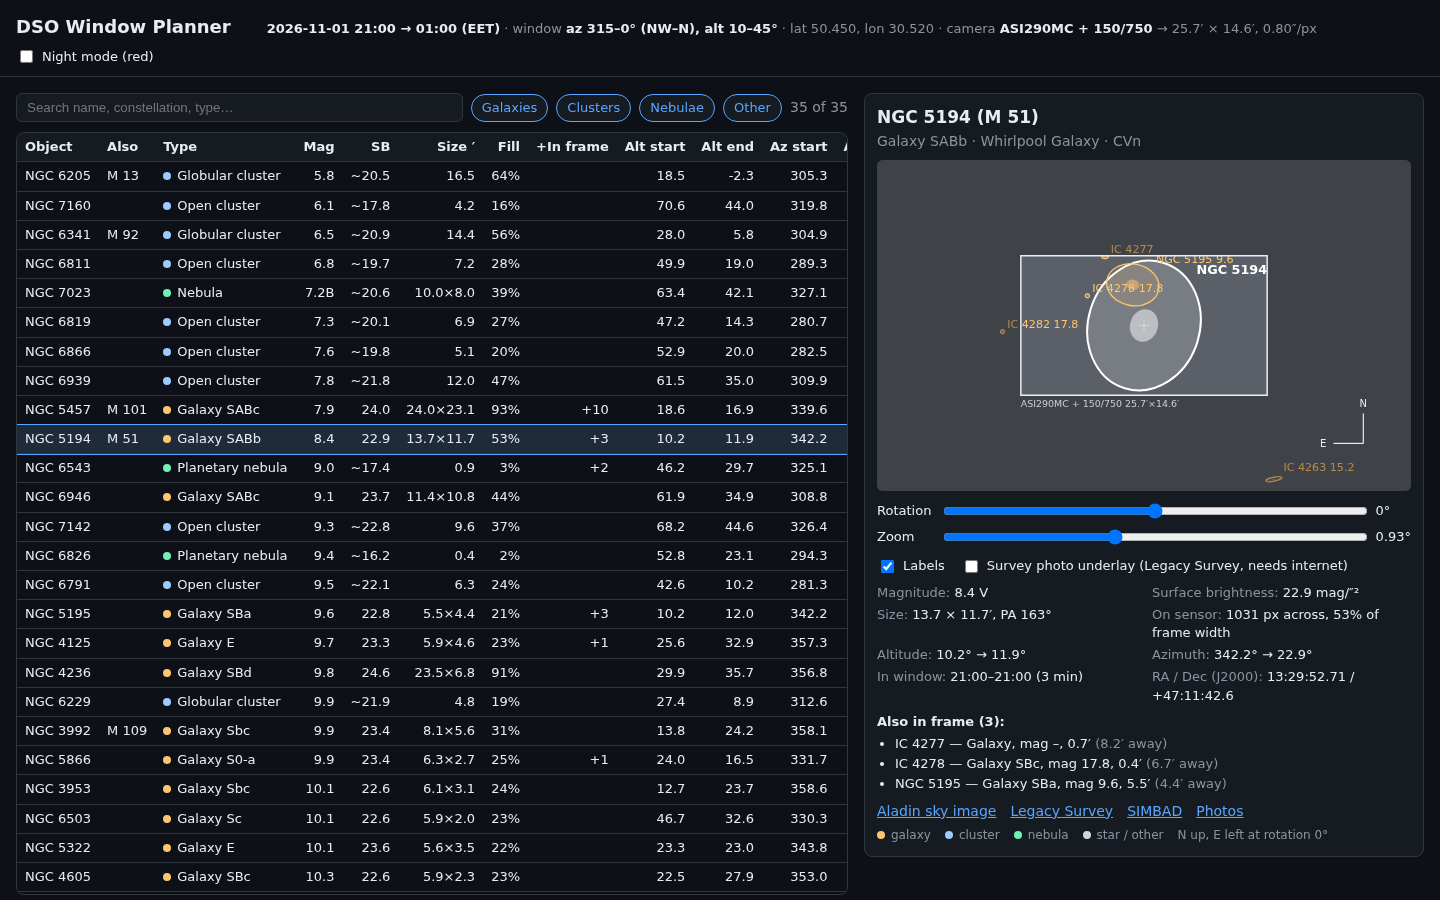 DSO Window Planner
2026-11-01 21:00 → 01:00 (EET) · window az 315–0° (NW–N), alt 10–45° · lat 50.450, lon 30.520 · camera ASI290MC + 150/750 → 25.7′ × 14.6′, 0.80″/px
Night mode (red)
Search name, constellation, type…
Galaxies Clusters Nebulae Other 35 of 35
Object Also Type Mag SB Size ′ Fill +In frame Alt start Alt end Az start
NGC 6205 M 13 Globular cluster 5.8 ~20.5 16.5 64% 18.5 -2.3 305.3
NGC 7160 Open cluster 6.1 ~17.8 4.2 16% 70.6 44.0 319.8
NGC 6341 M 92 Globular cluster 6.5 ~20.9 14.4 56% 28.0 5.8 304.9
NGC 6811 Open cluster 6.8 ~19.7 7.2 28% 49.9 19.0 289.3
NGC 7023 Nebula 7.2B ~20.6 10.0×8.0 39% 63.4 42.1 327.1
NGC 6819 Open cluster 7.3 ~20.1 6.9 27% 47.2 14.3 280.7
NGC 6866 Open cluster 7.6 ~19.8 5.1 20% 52.9 20.0 282.5
NGC 6939 Open cluster 7.8 ~21.8 12.0 47% 61.5 35.0 309.9
NGC 5457 M 101 Galaxy SABc 7.9 24.0 24.0×23.1 93% +10 18.6 16.9 339.6
NGC 5194 M 51 Galaxy SABb 8.4 22.9 13.7×11.7 53% +3 10.2 11.9 342.2
NGC 6543 Planetary nebula 9.0 ~17.4 0.9 3% +2 46.2 29.7 325.1
NGC 6946 Galaxy SABc 9.1 23.7 11.4×10.8 44% 61.9 34.9 308.8
NGC 7142 Open cluster 9.3 ~22.8 9.6 37% 68.2 44.6 326.4
NGC 6826 Planetary nebula 9.4 ~16.2 0.4 2% 52.8 23.1 294.3
NGC 6791 Open cluster 9.5 ~22.1 6.3 24% 42.6 10.2 281.3
NGC 5195 Galaxy SBa 9.6 22.8 5.5×4.4 21% +3 10.2 12.0 342.2
NGC 4125 Galaxy E 9.7 23.3 5.9×4.6 23% +1 25.6 32.9 357.3
NGC 4236 Galaxy SBd 9.8 24.6 23.5×6.8 91% 29.9 35.7 356.8
NGC 6229 Globular cluster 9.9 ~21.9 4.8 19% 27.4 8.9 312.6
NGC 3992 M 109 Galaxy Sbc 9.9 23.4 8.1×5.6 31% 13.8 24.2 358.1
NGC 5866 Galaxy S0-a 9.9 23.4 6.3×2.7 25% +1 24.0 16.5 331.7
NGC 3953 Galaxy Sbc 10.1 22.6 6.1×3.1 24% 12.7 23.7 358.6
NGC 6503 Galaxy Sc 10.1 22.6 5.9×2.0 23% 46.7 32.6 330.3
NGC 5322 Galaxy E 10.1 23.6 5.6×3.5 22% 23.3 23.0 343.8
NGC 4605 Galaxy SBc 10.3 22.6 5.9×2.3 23% 22.5 27.9 353.0
NGC 5194 (M 51)
Galaxy SABb · Whirlpool Galaxy · CVn
IC 4277
NGC 5195 9.6
NGC 5194
IC 4278 17.8
IC 4282 17.8
ASI290MC + 150/750 25.7′×14.6′
N
E
IC 4263 15.2
Rotation 0°
Zoom 0.93°
Labels Survey photo underlay (Legacy Survey, needs internet)
Magnitude: 8.4 V
Surface brightness: 22.9 mag/″²
Size: 13.7 × 11.7′, PA 163°
On sensor: 1031 px across, 53% of
frame width
Altitude: 10.2° → 11.9°
Azimuth: 342.2° → 22.9°
In window: 21:00–21:00 (3 min)
RA / Dec (J2000): 13:29:52.71 /
+47:11:42.6
Also in frame (3):
• IC 4277 — Galaxy, mag –, 0.7′ (8.2′ away)
• IC 4278 — Galaxy SBc, mag 17.8, 0.4′ (6.7′ away)
• NGC 5195 — Galaxy SBa, mag 9.6, 5.5′ (4.4′ away)
Aladin sky image Legacy Survey SIMBAD Photos
galaxy cluster nebula star / other N up, E left at rotation 0°